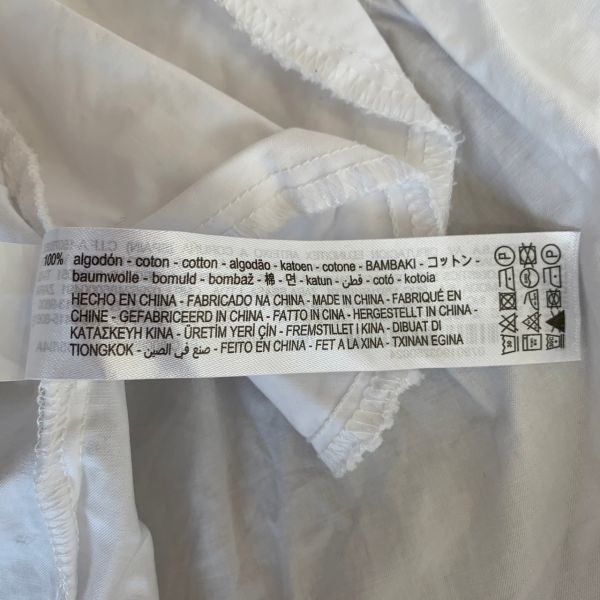 100% algodón - coton - cotton - algodão - katoen - cotone - BAMBAKI - コットン -
baumwolle - bomuld - bombaž - 棉 - 면 - katun - قطن - cotó - kotoia
HECHO EN CHINA - FABRICADO NA CHINA - MADE IN CHINA - FABRIQUÉ EN
CHINE - GEFABRICEERD IN CHINA - FATTO IN CINA - HERGESTELLT IN CHINA -
ΚΑΤΑΣΚΕΥΗ ΚΙΝΑ - ÜRETİM YERİ ÇİN - FREMSTILLET I KINA - DIBUAT DI
TIONGKOK - صنع في الصين - FEITO EN CHINA - FET A LA XINA - TXINAN EGINA